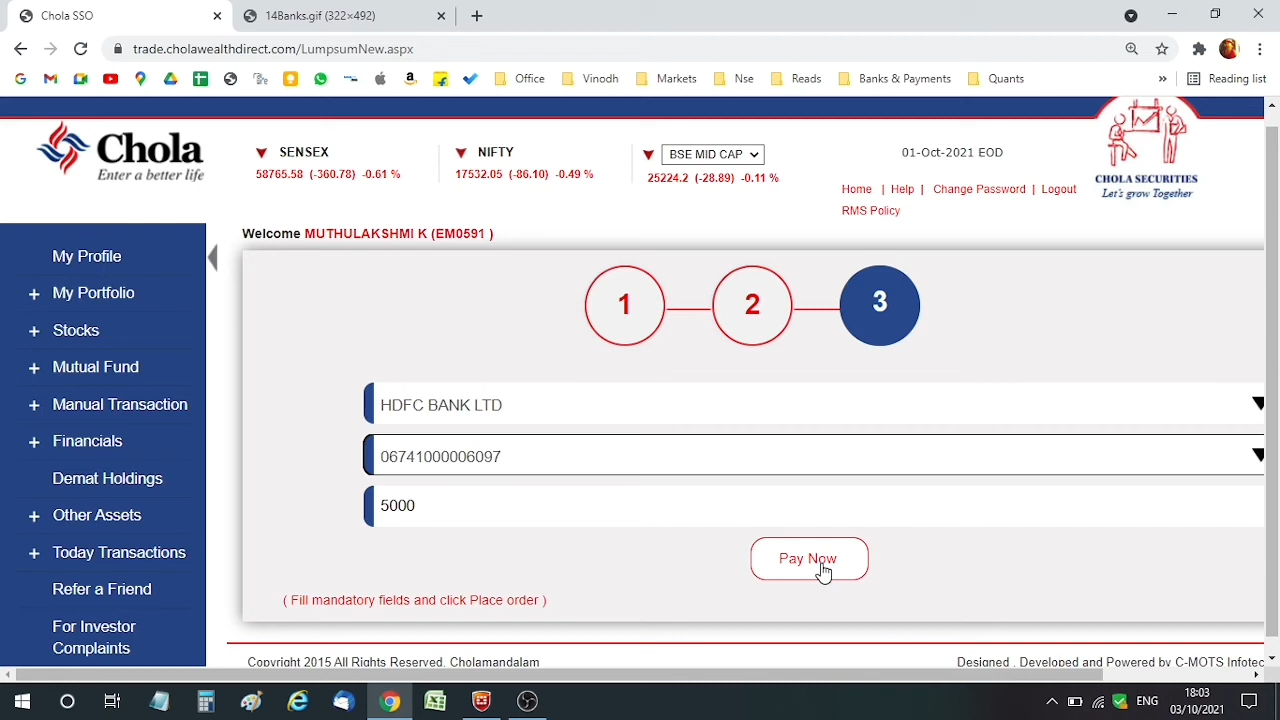 Chola SSO
14Banks.gif (322×492)
trade.cholawealthdirect.com/LumpsumNew.aspx
Office
Vinodh
Markets
Nse
Reads
Banks & Payments
Quants
»
Reading list
Chola
Enter a better life
SENSEX
58765.58 (-360.78) -0.61 %
NIFTY
17532.05 (-86.10) -0.49 %
BSE MID CAP
25224.2 (-28.89) -0.11 %
01-Oct-2021 EOD
Home | Help | Change Password | Logout
RMS Policy
CHOLA SECURITIES
Let's grow Together
Welcome MUTHULAKSHMI K (EM0591 )
My Profile
+ My Portfolio
+ Stocks
+ Mutual Fund
+ Manual Transaction
+ Financials
Demat Holdings
+ Other Assets
+ Today Transactions
Refer a Friend
For Investor
Complaints
1
2
3
HDFC BANK LTD
06741000006097
5000
Pay Now
( Fill mandatory fields and click Place order )
Copyright 2015 All Rights Reserved. Cholamandalam
Designed , Developed and Powered by C-MOTS Infotec
ENG
18:03
03/10/2021